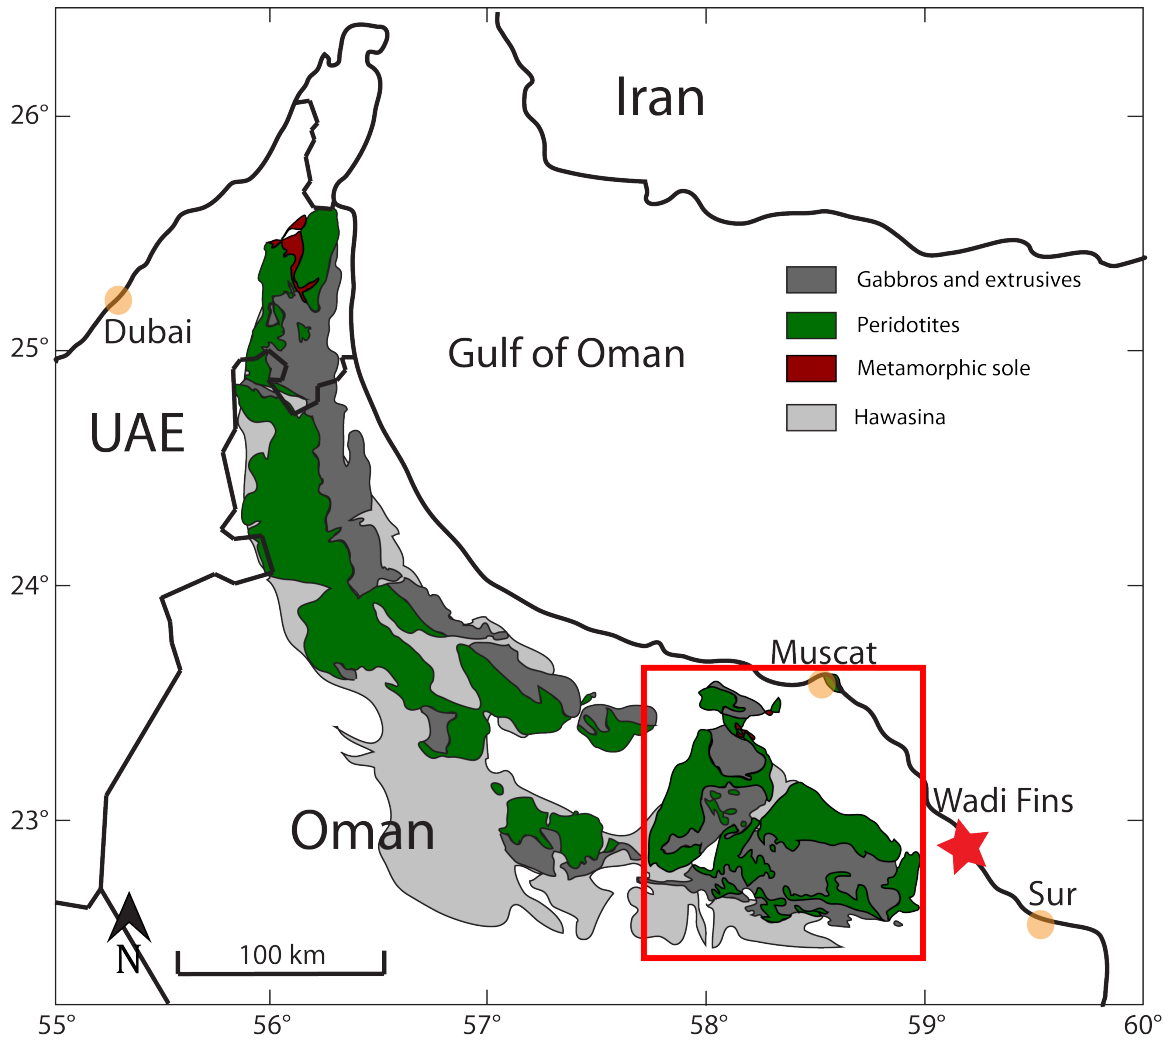 Iran
26°
Gabbros and extrusives
Peridotites
Dubai
25°
Gulf of Oman
Metamorphic sole
UAE
Hawasina
24°
Muscat
Wadi Fins
23°
Oman
Sur
N
100 km
55°
56°
57°
58°
59°
60°